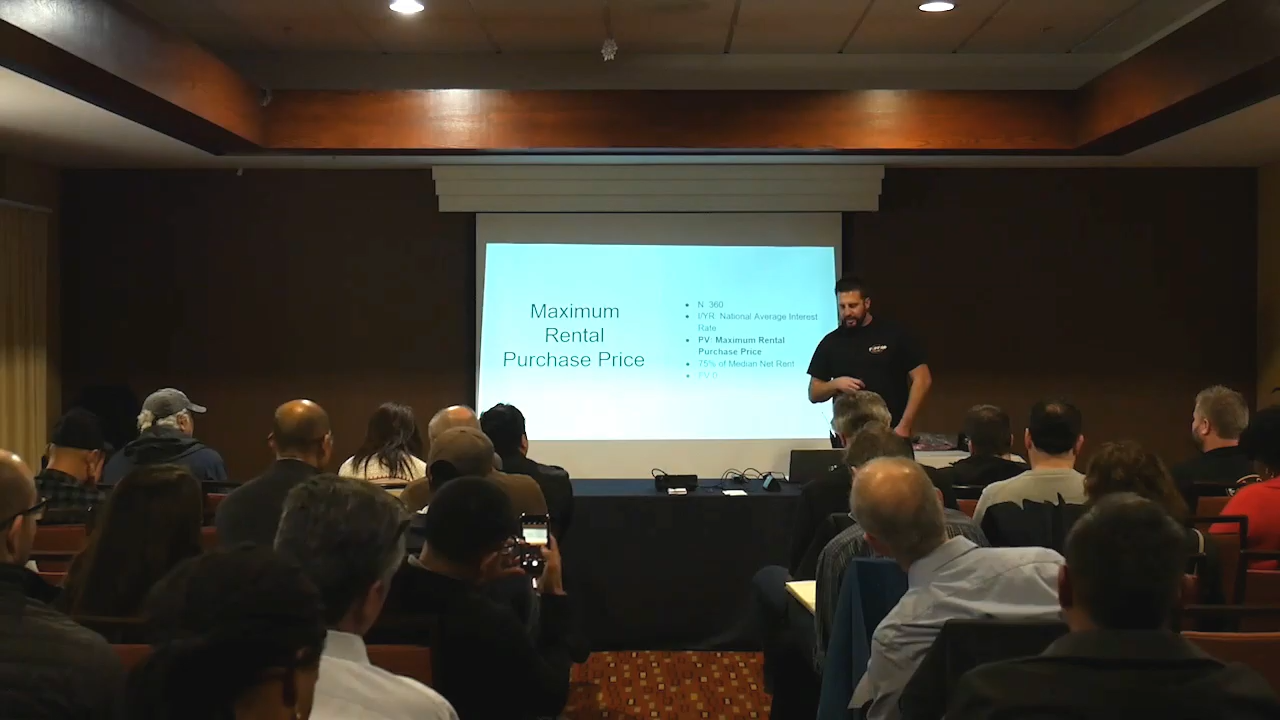 Maximum
Rental
Purchase Price
• N: 360
• I/YR: National Average Interest
Rate
• PV: Maximum Rental
Purchase Price
• 75% of Median Net Rent
• FV 0